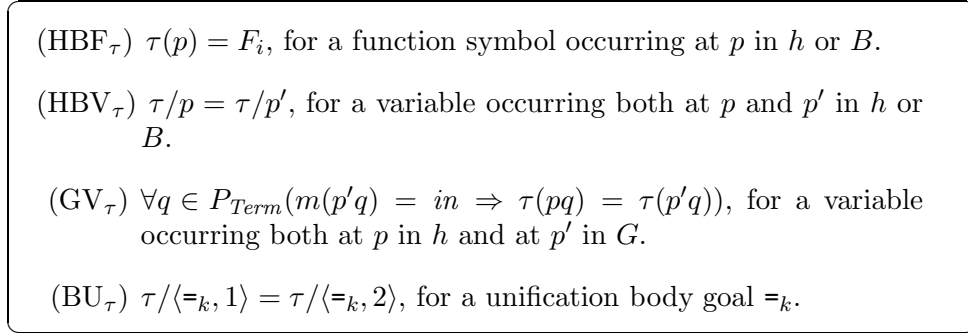 (HBF_τ) τ(p) = F_i, for a function symbol occurring at p in h or B.
(HBV_τ) τ/p = τ/p′, for a variable occurring both at p and p′ in h or
B.
(GV_τ) ∀q ∈ P_Term(m(p′q) = in ⇒ τ(pq) = τ(p′q)), for a variable
occurring both at p in h and at p′ in G.
(BU_τ) τ/⟨=_k, 1⟩ = τ/⟨=_k, 2⟩, for a unification body goal =_k.